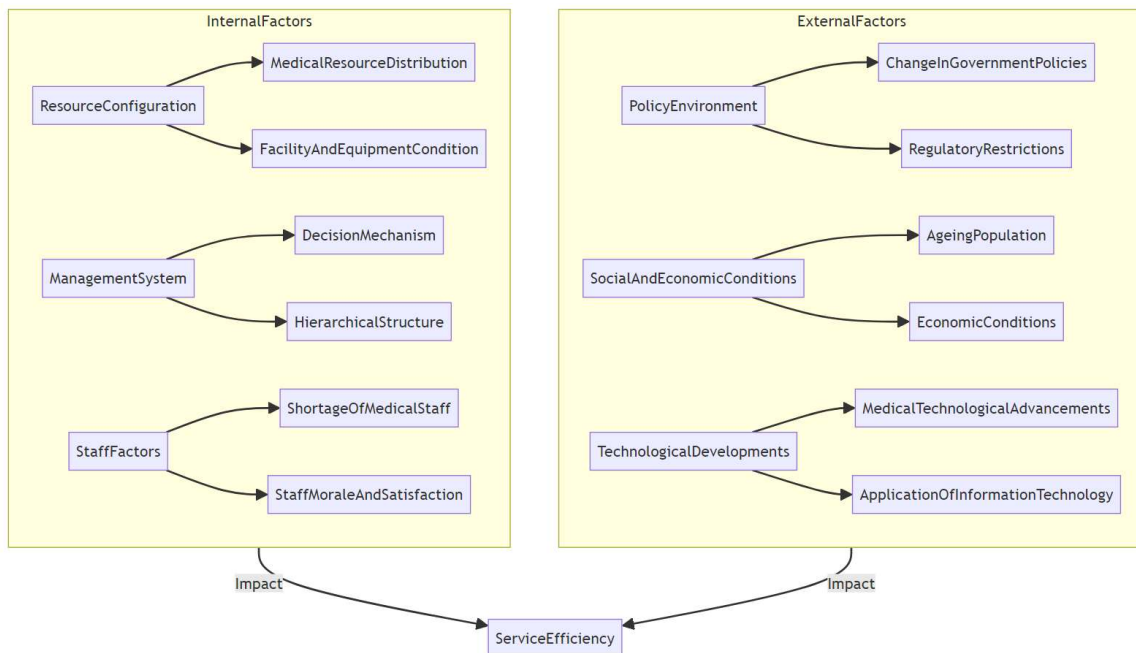 InternalFactors
MedicalResourceDistribution
ResourceConfiguration
FacilityAndEquipmentCondition
DecisionMechanism
ManagementSystem
HierarchicalStructure
ShortageOfMedicalStaff
StaffFactors
StaffMoraleAndSatisfaction
ExternalFactors
ChangeInGovernmentPolicies
PolicyEnvironment
RegulatoryRestrictions
AgeingPopulation
SocialAndEconomicConditions
EconomicConditions
MedicalTechnologicalAdvancements
TechnologicalDevelopments
ApplicationOfInformationTechnology
Impact
Impact
ServiceEfficiency